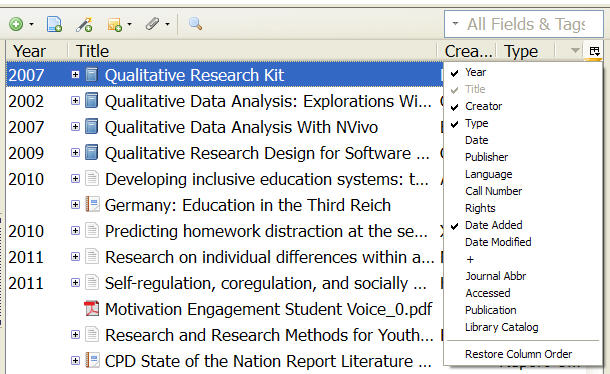 All Fields & Tags
Year Title Crea... Type
2007 Qualitative Research Kit
2002 Qualitative Data Analysis: Explorations Wi...
2007 Qualitative Data Analysis With NVivo
2009 Qualitative Research Design for Software ...
2010 Developing inclusive education systems: t...
Germany: Education in the Third Reich
2010 Predicting homework distraction at the se...
2011 Research on individual differences within a...
2011 Self-regulation, coregulation, and socially ...
Motivation Engagement Student Voice_0.pdf
Research and Research Methods for Youth...
CPD State of the Nation Report Literature ...
Year
Title
Creator
Type
Date
Publisher
Language
Call Number
Rights
Date Added
Date Modified
+
Journal Abbr
Accessed
Publication
Library Catalog
Restore Column Order